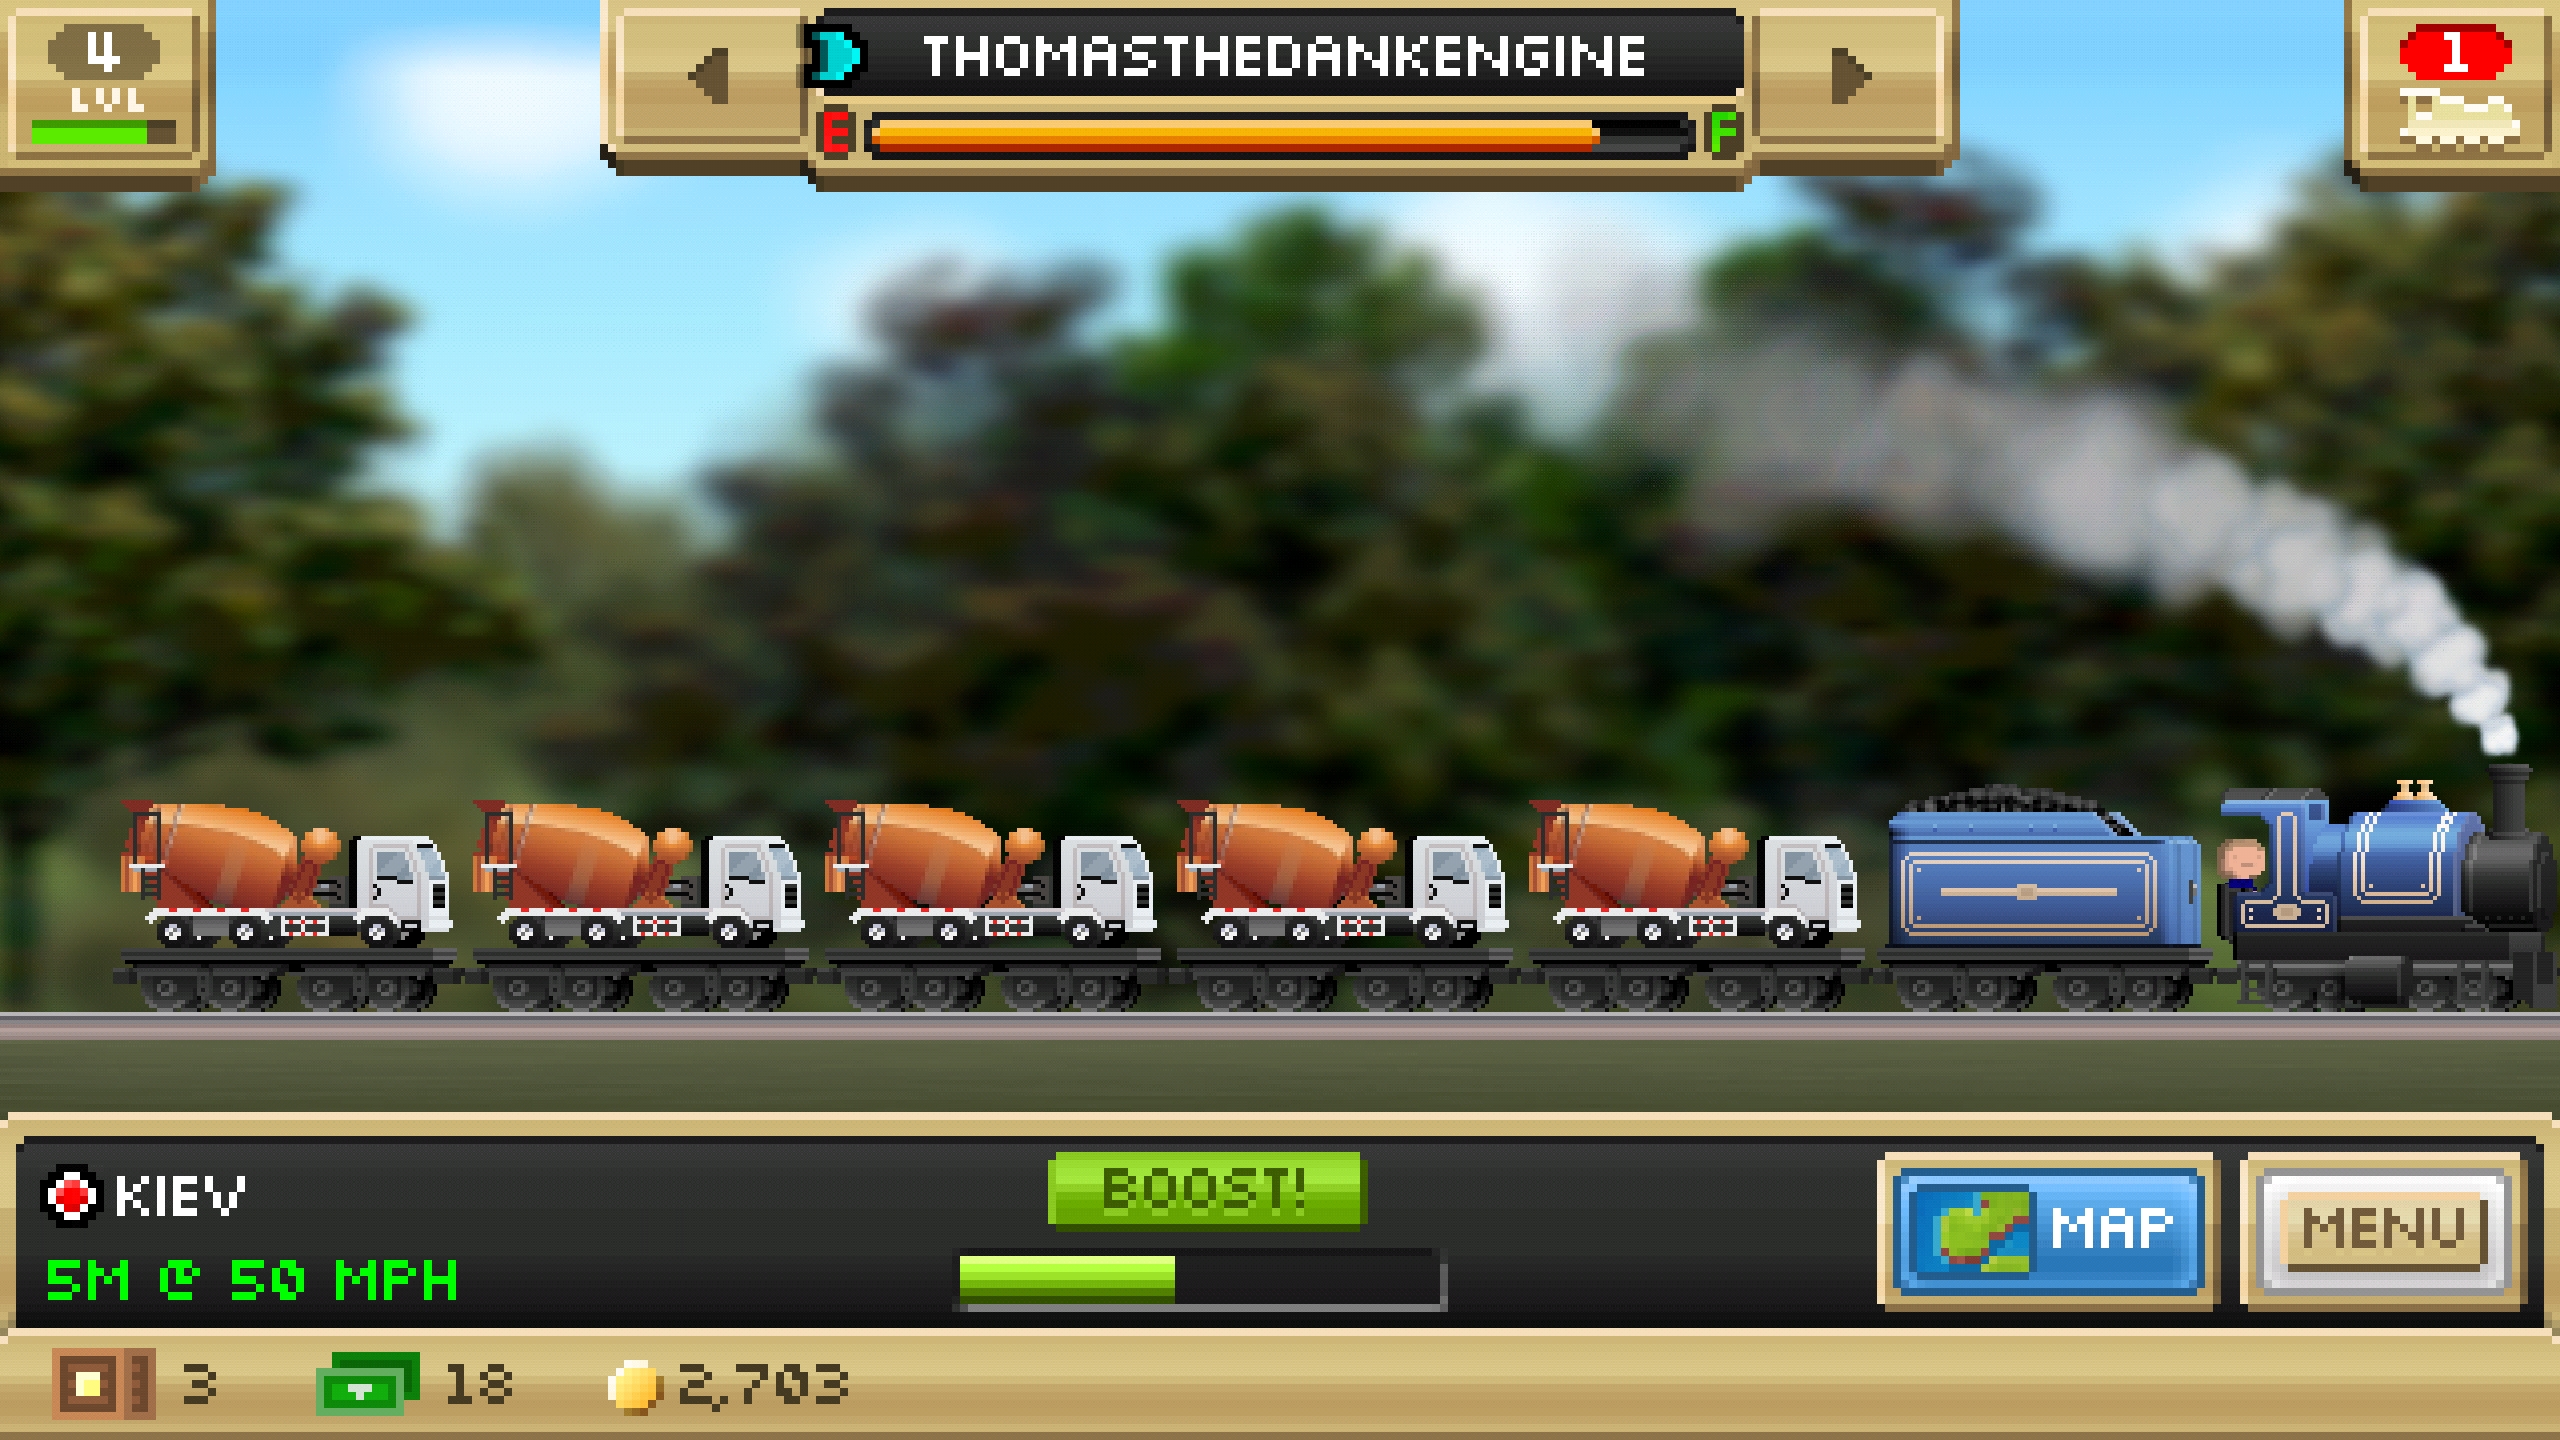 4
LVL
THOMASTHEDANKENGINE
E F
1
KIEV
BOOST!
5M @ 50 MPH
MAP
MENU
3 18 2,703